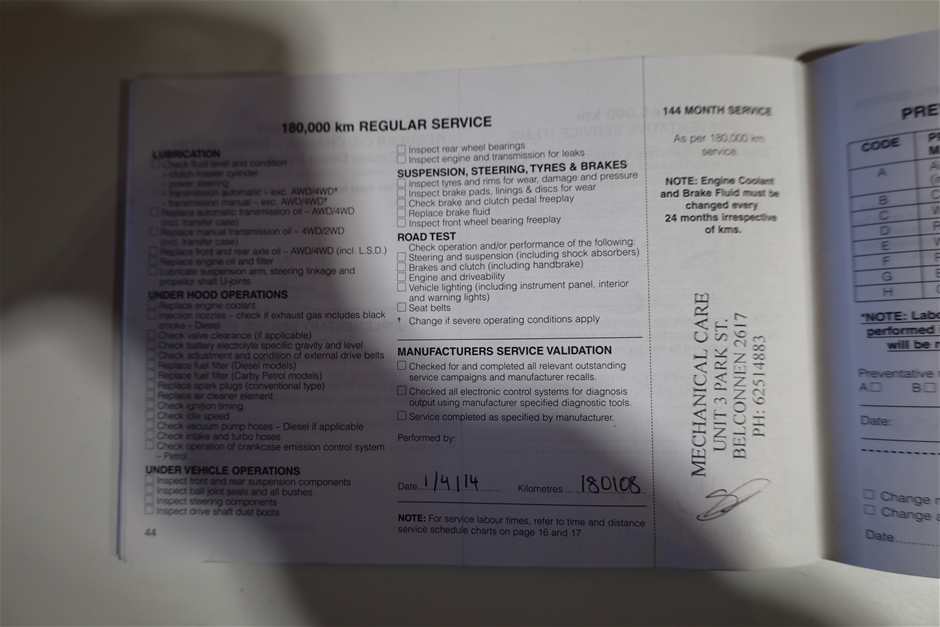 180,000 km REGULAR SERVICE
LUBRICATION
Check fluid level and condition
- clutch master cylinder
- power steering
- transmission automatic - exc. AWD/4WD†
- transmission manual - exc. AWD/4WD†
Replace automatic transmission oil - AWD/4WD
(incl. transfer case)
Replace manual transmission oil - 4WD/2WD
(incl. transfer case)
Replace front and rear axle oil - AWD/4WD (incl. L.S.D.)
Replace engine oil and filter
Lubricate suspension arm, steering linkage and
propellor shaft U-joints
UNDER HOOD OPERATIONS
Replace engine coolant
Injection nozzles - check if exhaust gas includes black
smoke - Diesel
Check valve clearance (if applicable)
Check battery electrolyte specific gravity and level
Check adjustment and condition of external drive belts
Replace fuel filter (Diesel models)
Replace fuel filter (Carby Petrol models)
Replace spark plugs (conventional type)
Replace air cleaner element
Check ignition timing
Check idle speed
Check vacuum pump hoses - Diesel if applicable
Check intake and turbo hoses
Check operation of crankcase emission control system
- Petrol
UNDER VEHICLE OPERATIONS
Inspect front and rear suspension components
Inspect ball joint seals and all bushes
Inspect steering components
Inspect drive shaft dust boots
44
Inspect rear wheel bearings
Inspect engine and transmission for leaks
SUSPENSION, STEERING, TYRES & BRAKES
Inspect tyres and rims for wear, damage and pressure
Inspect brake pads, linings & discs for wear
Check brake and clutch pedal freeplay
Replace brake fluid
Inspect front wheel bearing freeplay
ROAD TEST
Check operation and/or performance of the following:
Steering and suspension (including shock absorbers)
Brakes and clutch (including handbrake)
Engine and driveability
Vehicle lighting (including instrument panel, interior
and warning lights)
Seat belts
† Change if severe operating conditions apply
MANUFACTURERS SERVICE VALIDATION
Checked for and completed all relevant outstanding
service campaigns and manufacturer recalls.
Checked all electronic control systems for diagnosis
output using manufacturer specified diagnostic tools.
Service completed as specified by manufacturer.
Performed by:
Date 1/4/14 Kilometres 180108
NOTE: For service labour times, refer to time and distance
service schedule charts on page 16 and 17
144 MONTH SERVICE
As per 180,000 km
service.
NOTE: Engine Coolant
and Brake Fluid must be
changed every
24 months irrespective
of kms.
MECHANICAL CARE
UNIT 3 PARK ST.
BELCONNEN 2617
PH: 62514883
PRE
CODE
A
B
C
D
E
F
G
H
*NOTE: Labo
performed
will be
Preventative
A B
Date:
Change
Change
Date